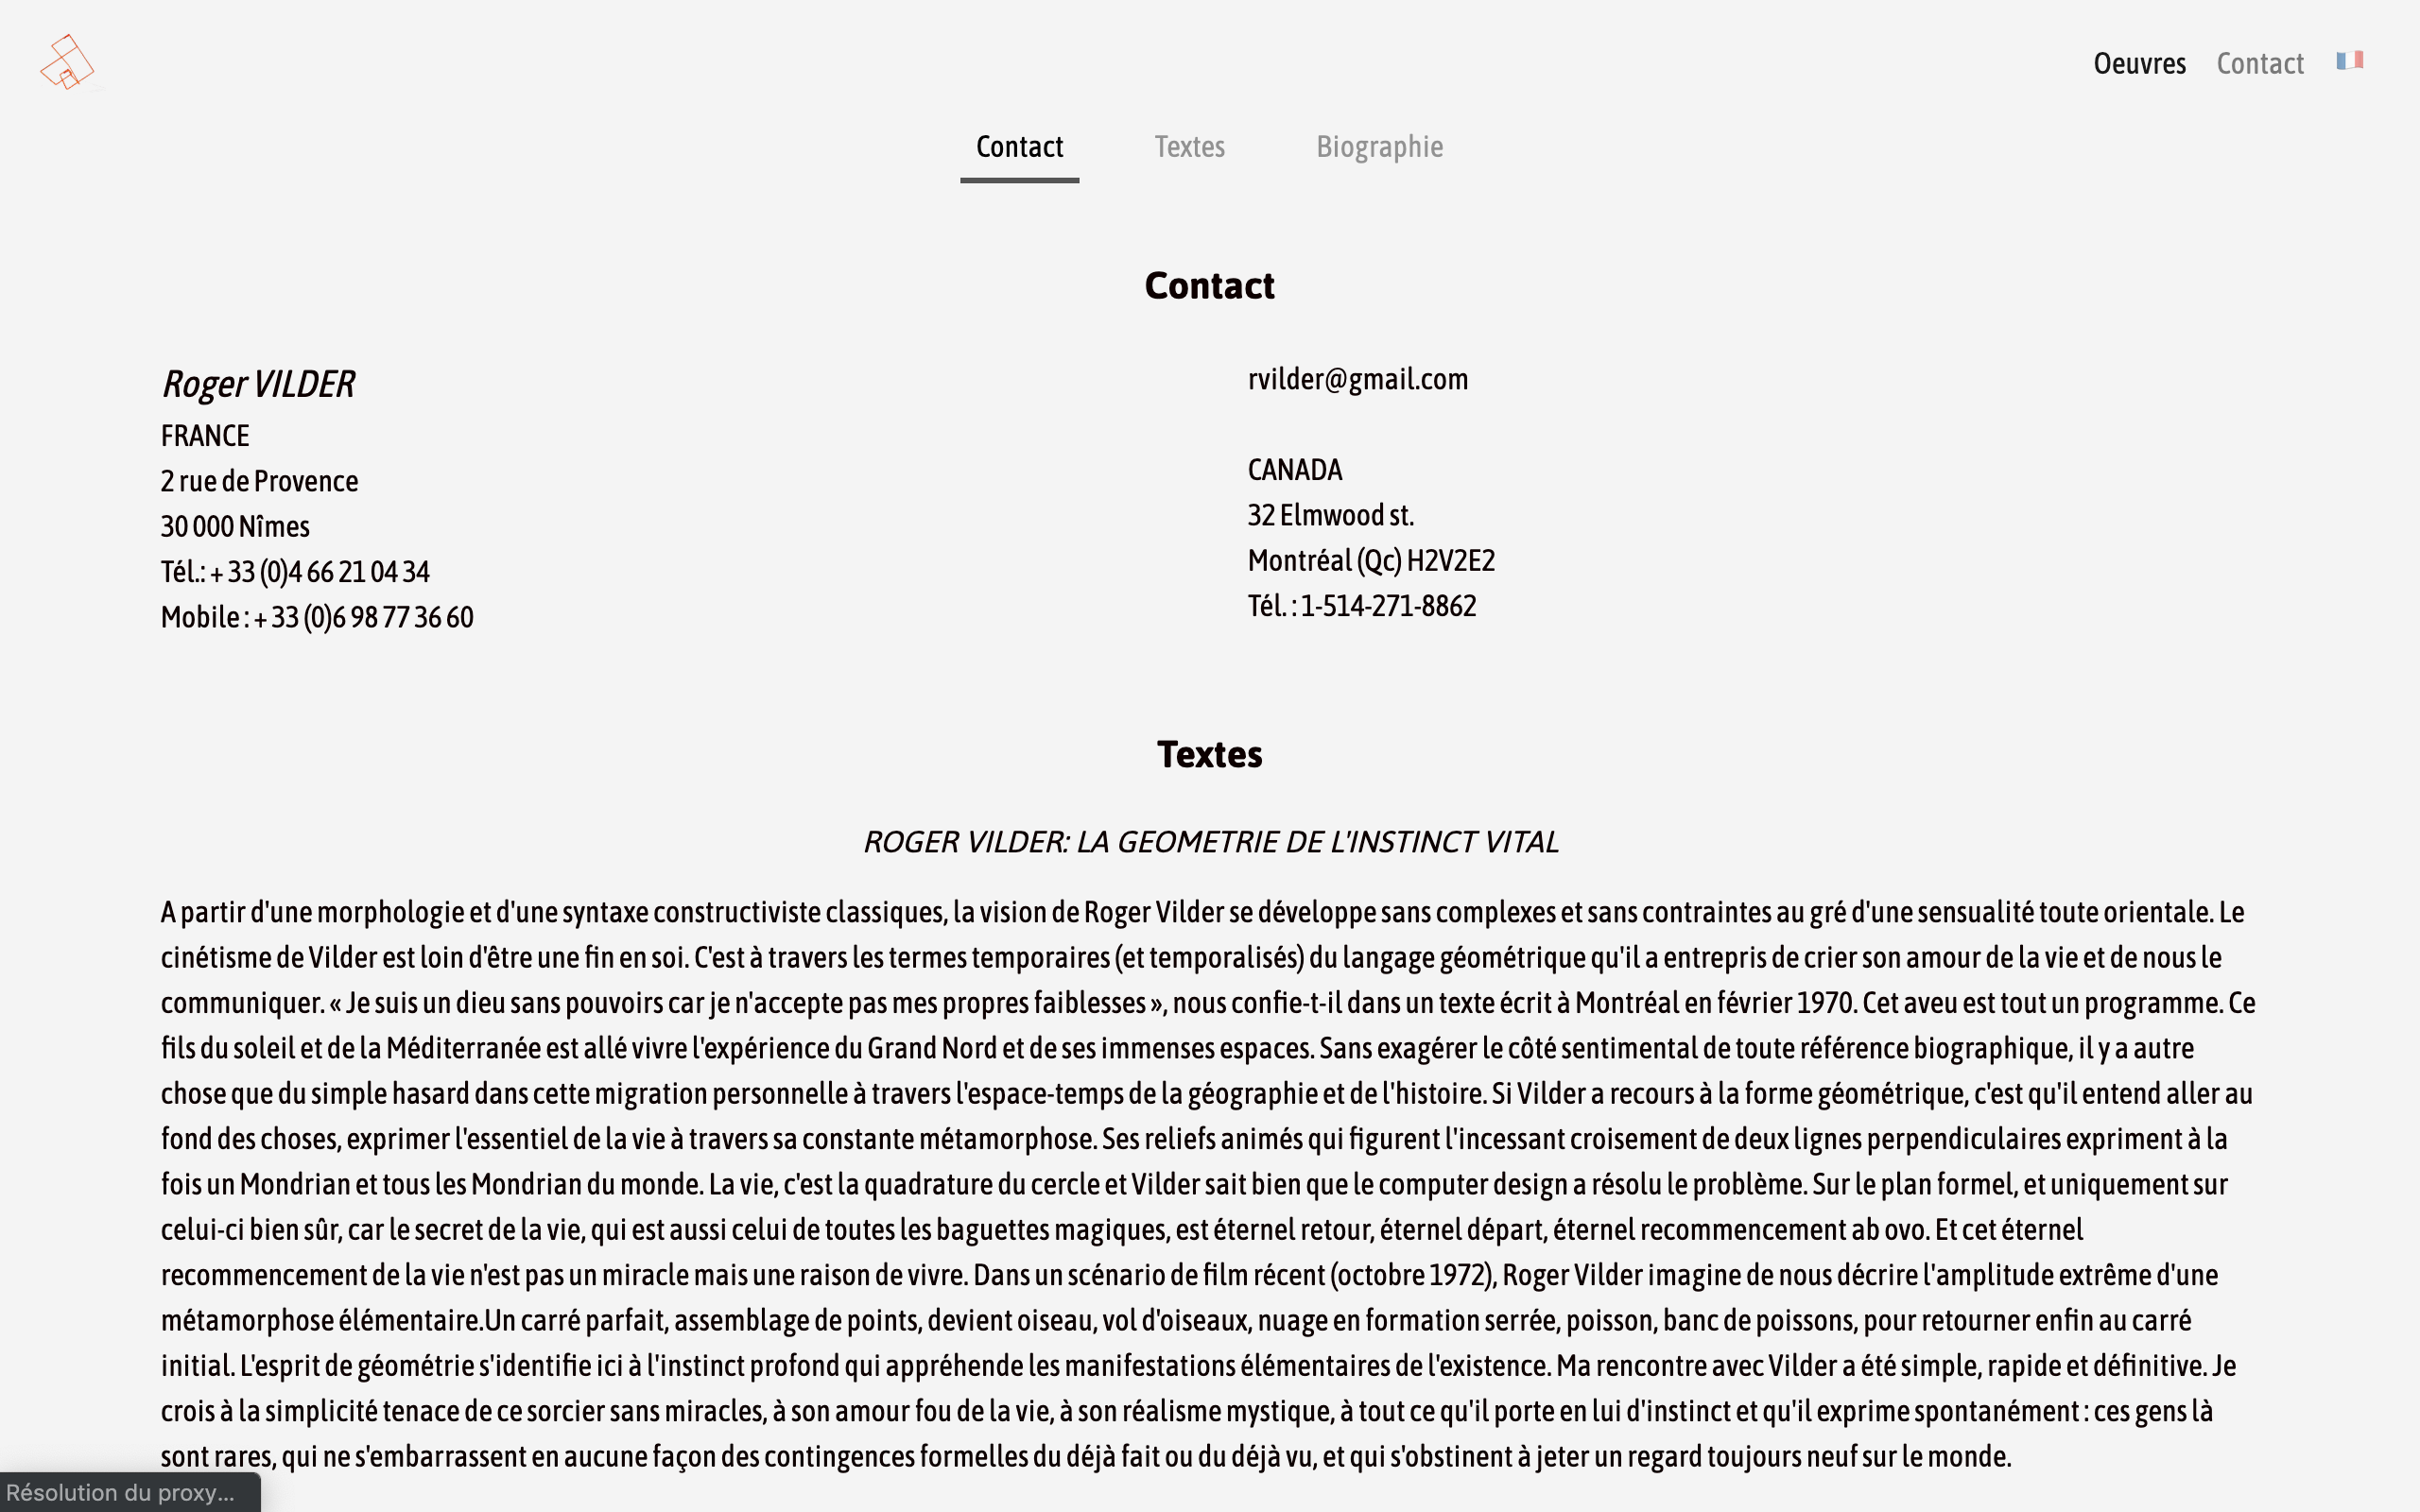 Oeuvres Contact
Contact Textes Biographie
Contact
Roger VILDER
FRANCE
2 rue de Provence
30 000 Nîmes
Tél.: + 33 (0)4 66 21 04 34
Mobile : + 33 (0)6 98 77 36 60
rvilder@gmail.com
CANADA
32 Elmwood st.
Montréal (Qc) H2V2E2
Tél. : 1-514-271-8862
Textes
ROGER VILDER: LA GEOMETRIE DE L'INSTINCT VITAL
A partir d'une morphologie et d'une syntaxe constructiviste classiques, la vision de Roger Vilder se développe sans complexes et sans contraintes au gré d'une sensualité toute orientale. Le
cinétisme de Vilder est loin d'être une fin en soi. C'est à travers les termes temporaires (et temporalisés) du langage géométrique qu'il a entrepris de crier son amour de la vie et de nous le
communiquer. « Je suis un dieu sans pouvoirs car je n'accepte pas mes propres faiblesses », nous confie-t-il dans un texte écrit à Montréal en février 1970. Cet aveu est tout un programme. Ce
fils du soleil et de la Méditerranée est allé vivre l'expérience du Grand Nord et de ses immenses espaces. Sans exagérer le côté sentimental de toute référence biographique, il y a autre
chose que du simple hasard dans cette migration personnelle à travers l'espace-temps de la géographie et de l'histoire. Si Vilder a recours à la forme géométrique, c'est qu'il entend aller au
fond des choses, exprimer l'essentiel de la vie à travers sa constante métamorphose. Ses reliefs animés qui figurent l'incessant croisement de deux lignes perpendiculaires expriment à la
fois un Mondrian et tous les Mondrian du monde. La vie, c'est la quadrature du cercle et Vilder sait bien que le computer design a résolu le problème. Sur le plan formel, et uniquement sur
celui-ci bien sûr, car le secret de la vie, qui est aussi celui de toutes les baguettes magiques, est éternel retour, éternel départ, éternel recommencement ab ovo. Et cet éternel
recommencement de la vie n'est pas un miracle mais une raison de vivre. Dans un scénario de film récent (octobre 1972), Roger Vilder imagine de nous décrire l'amplitude extrême d'une
métamorphose élémentaire.Un carré parfait, assemblage de points, devient oiseau, vol d'oiseaux, nuage en formation serrée, poisson, banc de poissons, pour retourner enfin au carré
initial. L'esprit de géométrie s'identifie ici à l'instinct profond qui appréhende les manifestations élémentaires de l'existence. Ma rencontre avec Vilder a été simple, rapide et définitive. Je
crois à la simplicité tenace de ce sorcier sans miracles, à son amour fou de la vie, à son réalisme mystique, à tout ce qu'il porte en lui d'instinct et qu'il exprime spontanément : ces gens là
sont rares, qui ne s'embarrassent en aucune façon des contingences formelles du déjà fait ou du déjà vu, et qui s'obstinent à jeter un regard toujours neuf sur le monde.
Résolution du proxy...